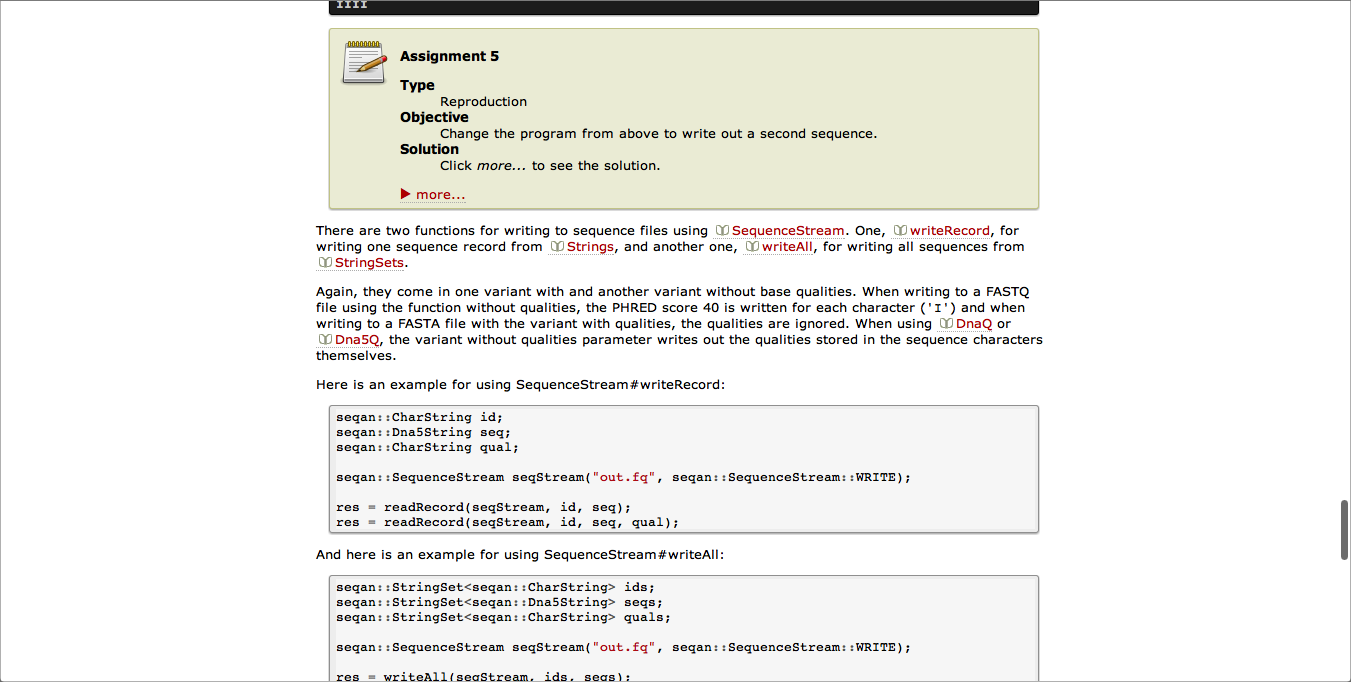 IIII
Assignment 5
Type
Reproduction
Objective
Change the program from above to write out a second sequence.
Solution
Click more... to see the solution.
more...
There are two functions for writing to sequence files using SequenceStream. One, writeRecord, for
writing one sequence record from Strings, and another one, writeAll, for writing all sequences from
StringSets.
Again, they come in one variant with and another variant without base qualities. When writing to a FASTQ
file using the function without qualities, the PHRED score 40 is written for each character ('I') and when
writing to a FASTA file with the variant with qualities, the qualities are ignored. When using DnaQ or
Dna5Q, the variant without qualities parameter writes out the qualities stored in the sequence characters
themselves.
Here is an example for using SequenceStream#writeRecord:
seqan::CharString id;
seqan::Dna5String seq;
seqan::CharString qual;
seqan::SequenceStream seqStream("out.fq", seqan::SequenceStream::WRITE);
res = readRecord(seqStream, id, seq);
res = readRecord(seqStream, id, seq, qual);
And here is an example for using SequenceStream#writeAll:
seqan::StringSet<seqan::CharString> ids;
seqan::StringSet<seqan::Dna5String> seqs;
seqan::StringSet<seqan::CharString> quals;
seqan::SequenceStream seqStream("out.fq", seqan::SequenceStream::WRITE);
res = writeAll(seqStream, ids, seqs);